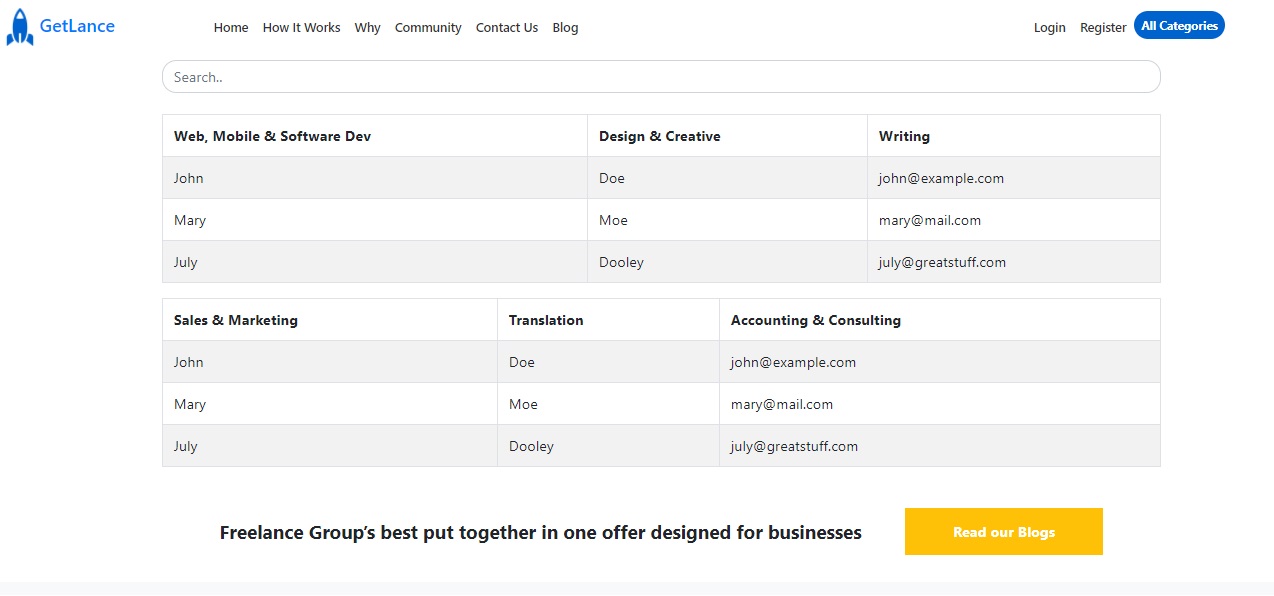 GetLance Home How It Works Why Community Contact Us Blog Login Register All Categories
Search..
Web, Mobile & Software Dev Design & Creative Writing
John Doe john@example.com
Mary Moe mary@mail.com
July Dooley july@greatstuff.com
Sales & Marketing Translation Accounting & Consulting
John Doe john@example.com
Mary Moe mary@mail.com
July Dooley july@greatstuff.com
Freelance Group’s best put together in one offer designed for businesses Read our Blogs